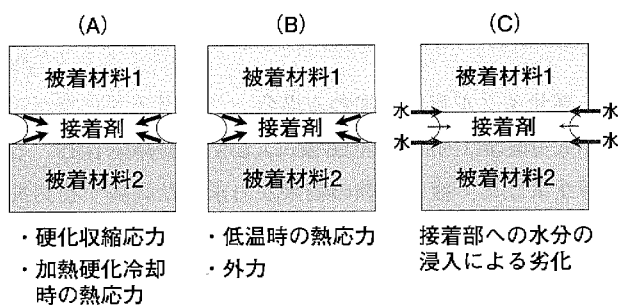 (A)
被着材料1
接着剤
被着材料2
・硬化収縮応力
・加熱硬化冷却
時の熱応力
(B)
被着材料1
接着剤
被着材料2
・低温時の熱応力
・外力
(C)
被着材料1
水 水
接着剤
水 水
被着材料2
接着部への水分の
浸入による劣化